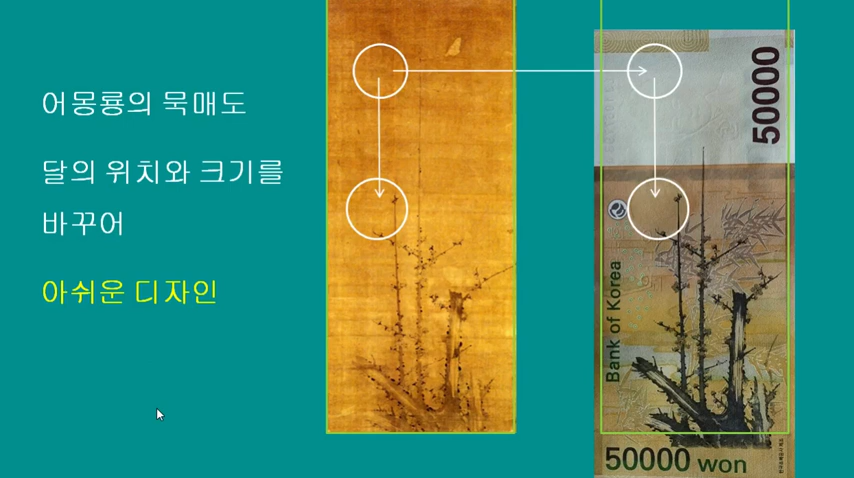 어몽룡의 묵매도
달의 위치와 크기를
바꾸어
아쉬운 디자인
50000
Bank of Korea
50000 won